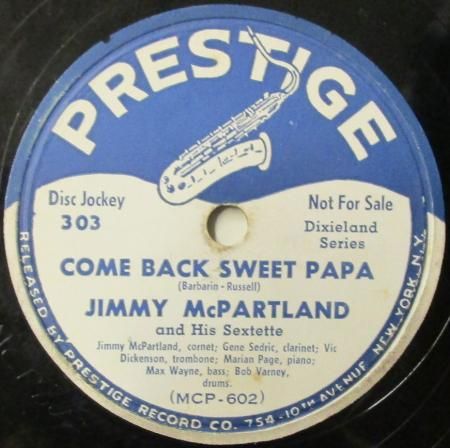 PRESTIGE
Disc Jockey
303
Not For Sale
Dixieland
Series
COME BACK SWEET PAPA
(Barbarin - Russell)
JIMMY McPARTLAND
and His Sextette
Jimmy McPartland, cornet; Gene Sedric, clarinet; Vic
Dickenson, trombone; Marian Page, piano;
Max Wayne, bass; Bob Varney,
drums.
(MCP-602)
RELEASED BY PRESTIGE RECORD CO. 754-10TH AVENUE NEW YORK, N.Y.